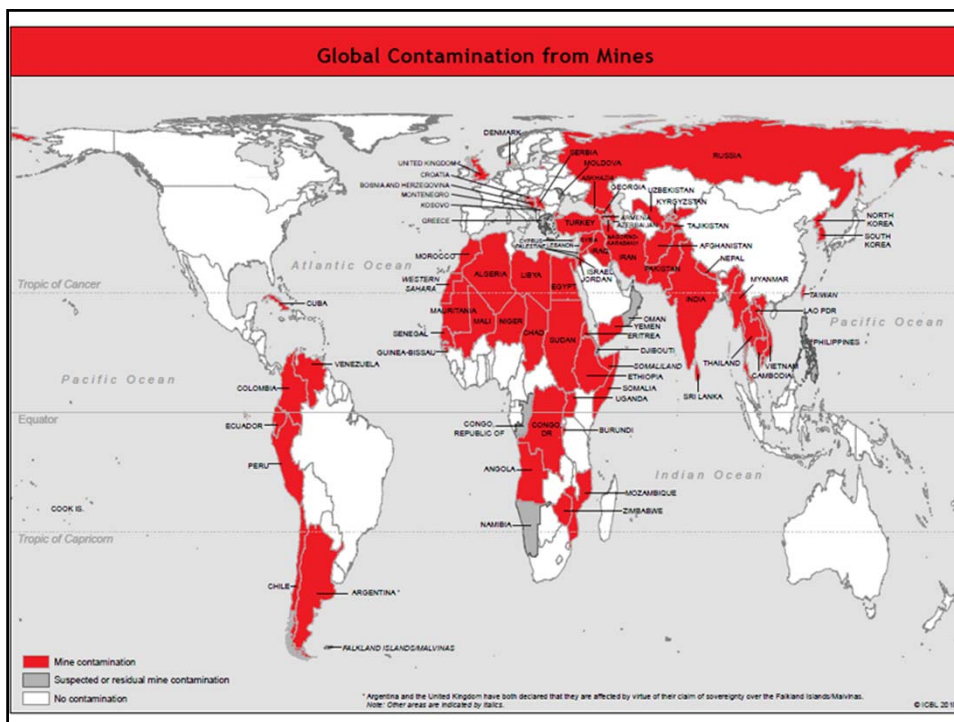 Global Contamination from Mines
DENMARK
SERBIA
UNITED KINGDOM
MOLDOVA
RUSSIA
CROATIA
ABKHAZIA
BOSNIA AND HERZEGOVINA
GEORGIA
UZBEKISTAN
MONTENEGRO
KYRGYZSTAN
KOSOVO
ARMENIA
NORTH
KOREA
GREECE
TURKEY
AZERBAIJAN
TAJIKISTAN
NAGORNO-
KARABAKH
SOUTH
KOREA
CYPRUS
PALESTINE
LEBANON
SYRIA
IRAQ
IRAN
AFGHANISTAN
MOROCCO
NEPAL
Atlantic Ocean
ALGERIA
LIBYA
EGYPT
ISRAEL
JORDAN
PAKISTAN
MYANMAR
Tropic of Cancer
WESTERN
SAHARA
INDIA
TAIWAN
CUBA
MAURITANIA
MALI
NIGER
OMAN
LAO PDR
YEMEN
Pacific Ocean
SENEGAL
CHAD
SUDAN
ERITREA
PHILIPPINES
GUINEA-BISSAU
DJIBOUTI
VENEZUELA
SOMALILAND
THAILAND
VIETNAM
CAMBODIA
ETHIOPIA
Pacific Ocean
COLOMBIA
SOMALIA
SRI LANKA
UGANDA
Equator
ECUADOR
CONGO,
REPUBLIC OF
CONGO,
DR
BURUNDI
PERU
ANGOLA
Indian Ocean
MOZAMBIQUE
COOK IS.
ZIMBABWE
NAMIBIA
Tropic of Capricorn
CHILE
ARGENTINA *
FALKLAND ISLANDS/MALVINAS
Mine contamination
Suspected or residual mine contamination
No contamination
* Argentina and the United Kingdom have both declared that they are affected by virtue of their claim of sovereignty over the Falkland Islands/Malvinas.
Note: Other areas are indicated by italics.
© ICBL